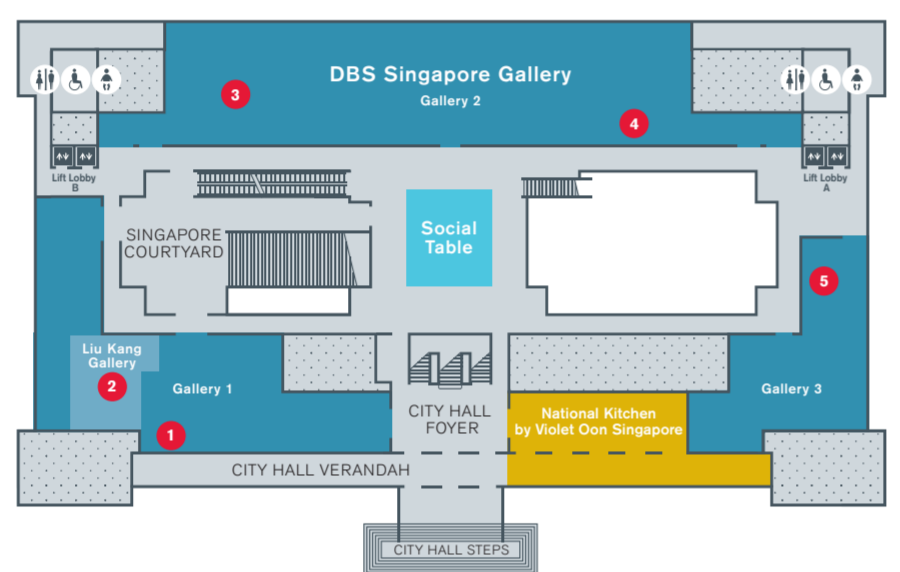 DBS Singapore Gallery
Gallery 2
3
4
Lift Lobby
B
Lift Lobby
A
SINGAPORE
COURTYARD
Social
Table
5
Liu Kang
Gallery
2
Gallery 1
1
CITY HALL
FOYER
National Kitchen
by Violet Oon Singapore
Gallery 3
CITY HALL VERANDAH
CITY HALL STEPS